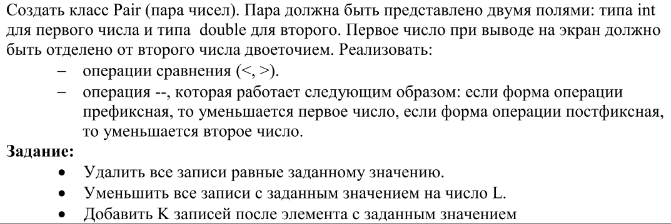 Создать класс Pair (пара чисел). Пара должна быть представлено двумя полями: типа int
для первого числа и типа double для второго. Первое число при выводе на экран должно
быть отделено от второго числа двоеточием. Реализовать:
− операции сравнения (<, >).
− операция --, которая работает следующим образом: если форма операции
префиксная, то уменьшается первое число, если форма операции постфиксная,
то уменьшается второе число.
Задание:
• Удалить все записи равные заданному значению.
• Уменьшить все записи с заданным значением на число L.
• Добавить K записей после элемента с заданным значением